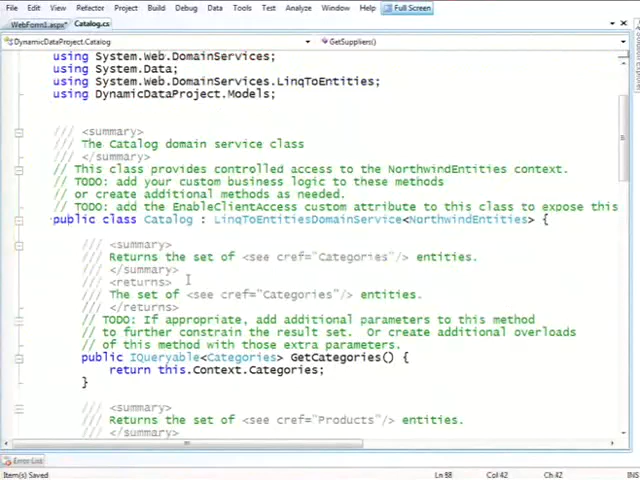 File Edit View Refactor Project Build Debug Data Tools Test Analyze Window Help Full Screen
WebForm1.aspx* Catalog.cs
DynamicDataProject.Catalog GetSuppliers()
using System.Web.DomainServices;
using System.Data;
using System.Web.DomainServices.LinqToEntities;
using DynamicDataProject.Models;
/// <summary>
/// The Catalog domain service class
/// </summary>
// This class provides controlled access to the NorthwindEntities context.
// TODO: add your custom business logic to these methods
// or create additional methods as needed.
// TODO: add the EnableClientAccess custom attribute to this class to expose this
public class Catalog : LinqToEntitiesDomainService<NorthwindEntities> {
/// <summary>
/// Returns the set of <see cref="Categories"/> entities.
/// </summary>
/// <returns>
/// The set of <see cref="Categories"/> entities.
/// </returns>
// TODO: If appropriate, add additional parameters to this method
// to further constrain the result set.  Or create additional overloads
// of this method with those extra parameters.
public IQueryable<Categories> GetCategories() {
return this.Context.Categories;
}
/// <summary>
/// Returns the set of <see cref="Products"/> entities.
/// </summary>
Error List
Item(s) Saved Ln 88 Col 42 Ch 42 INS